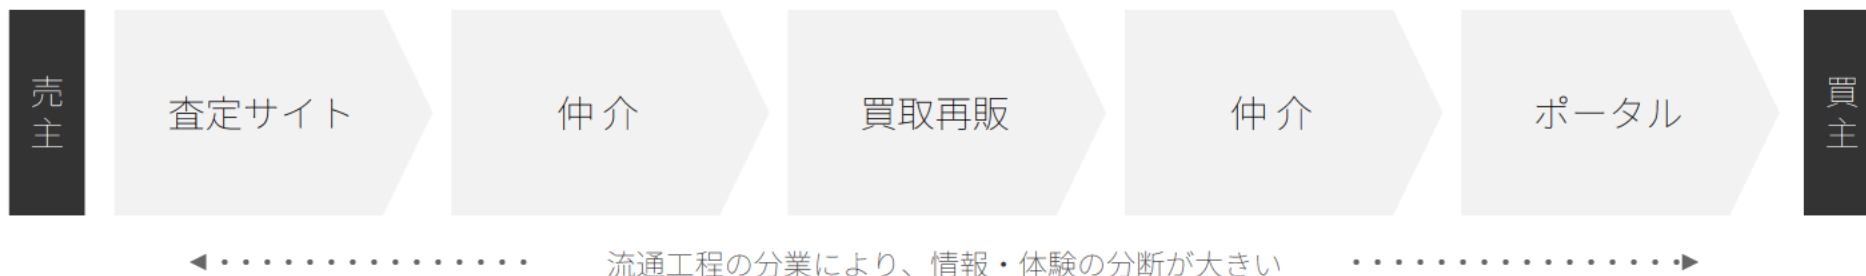 売主
査定サイト
仲介
買取再販
仲介
ポータル
買主
流通工程の分業により、情報・体験の分断が大きい